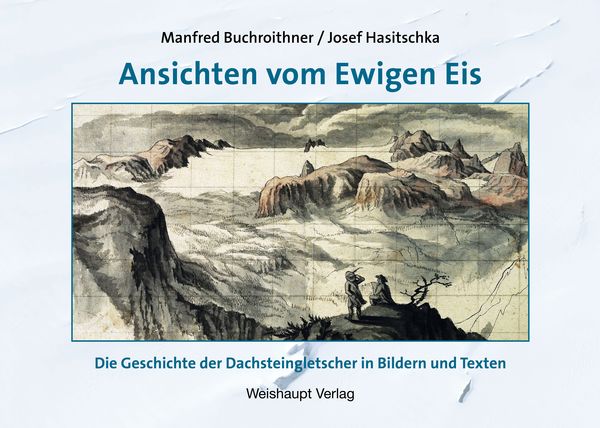 Manfred Buchroithner / Josef Hasitschka
Ansichten vom Ewigen Eis
Die Geschichte der Dachsteingletscher in Bildern und Texten
Weishaupt Verlag